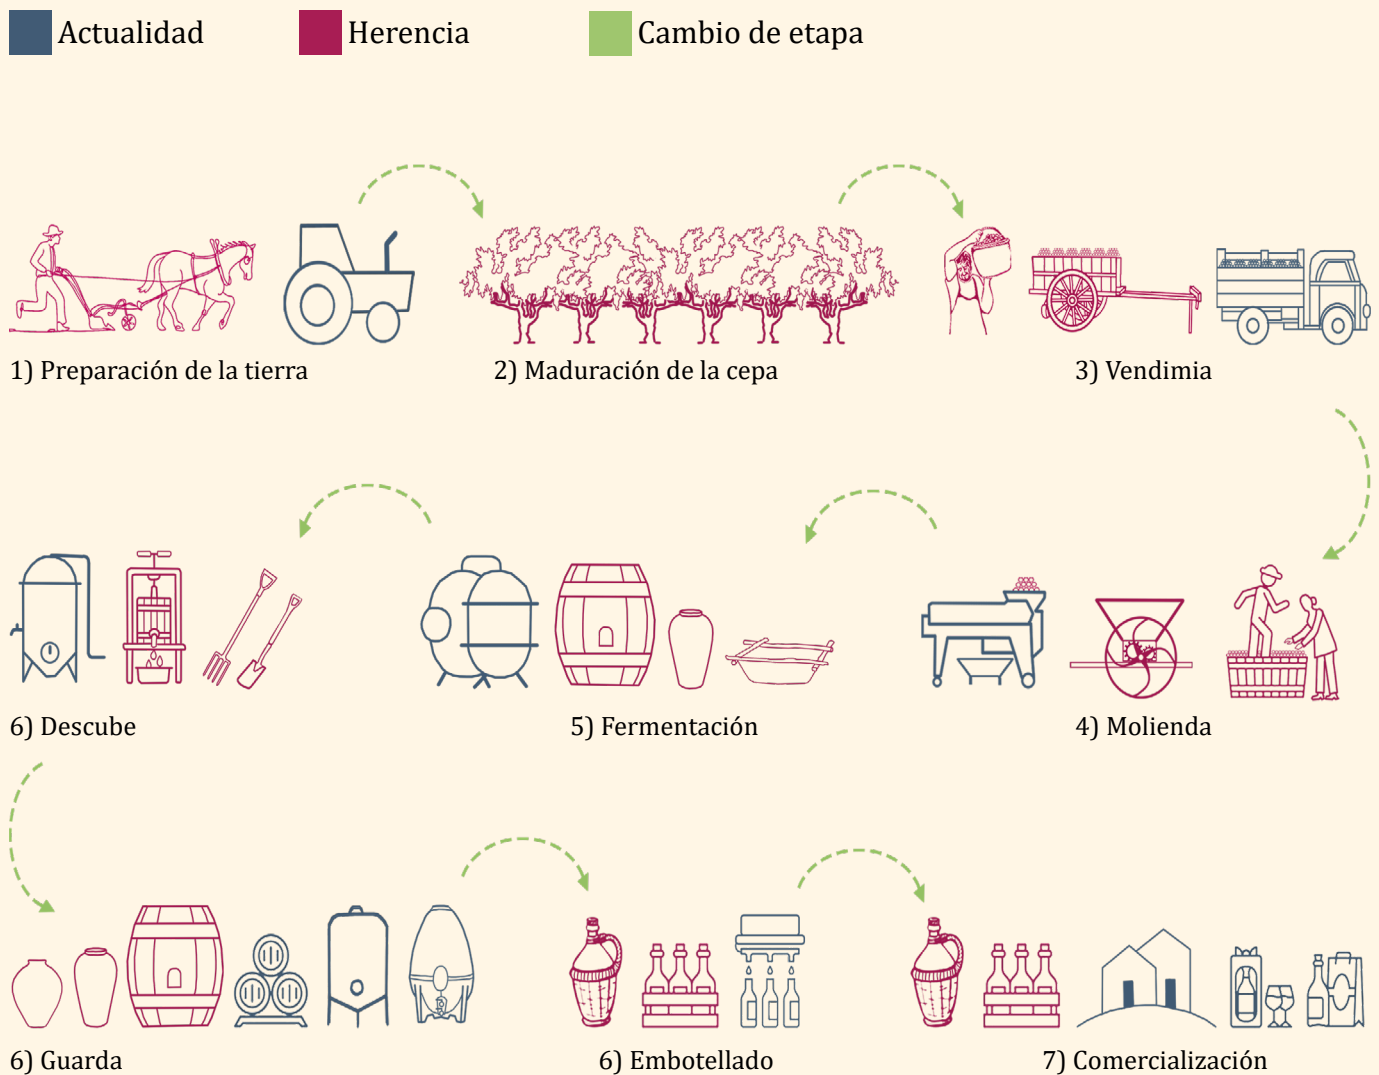 Actualidad
Herencia
Cambio de etapa
1) Preparación de la tierra
2) Maduración de la cepa
3) Vendimia
6) Descube
5) Fermentación
4) Molienda
6) Guarda
6) Embotellado
7) Comercialización